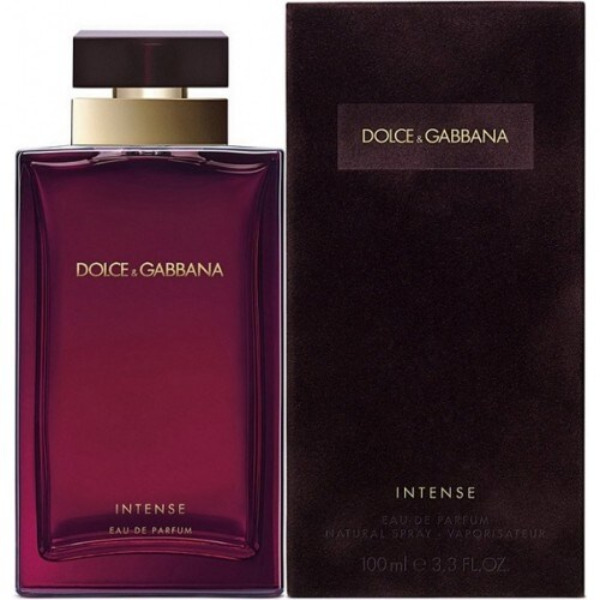 DOLCE & GABBANA
INTENSE
EAU DE PARFUM
DOLCE & GABBANA
INTENSE
EAU DE PARFUM
NATURAL SPRAY - VAPORISATEUR
100 ml e 3,3 FL.OZ.